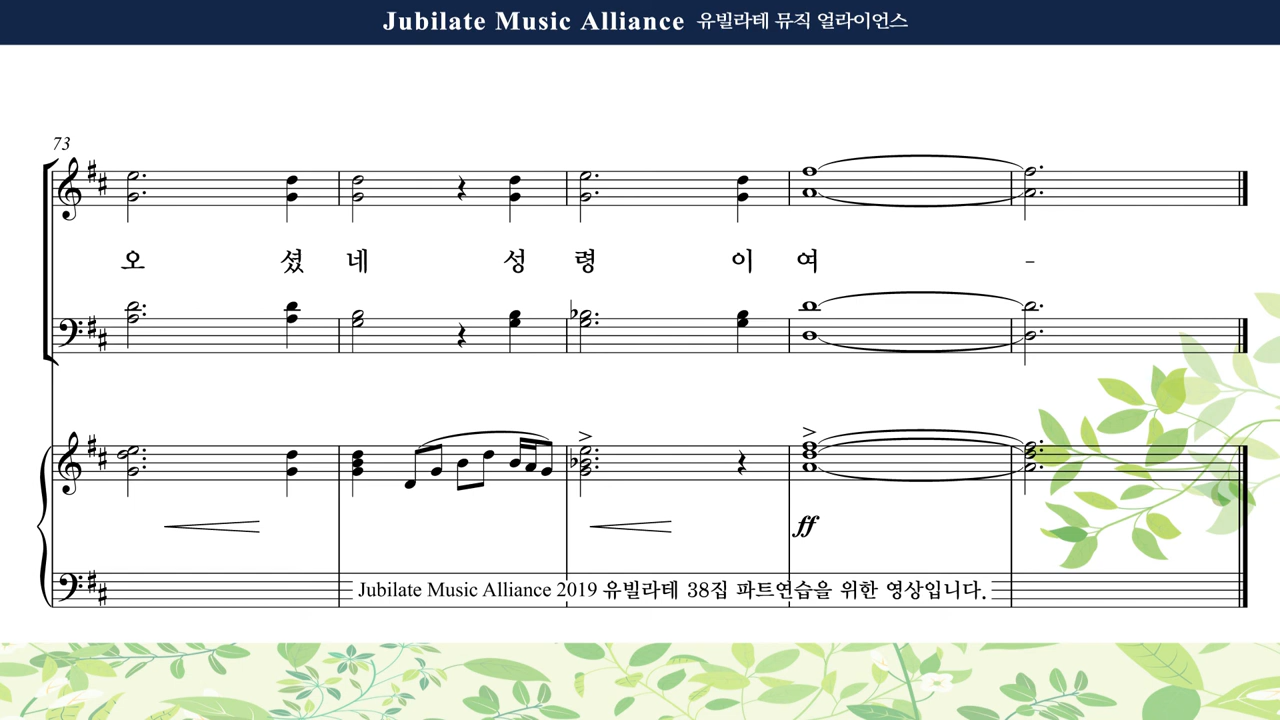 Jubilate Music Alliance 유빌라테 뮤직 얼라이언스
73
오 셨 네 성 령 이 여 -
ff
Jubilate Music Alliance 2019 유빌라테 38집 파트연습을 위한 영상입니다.